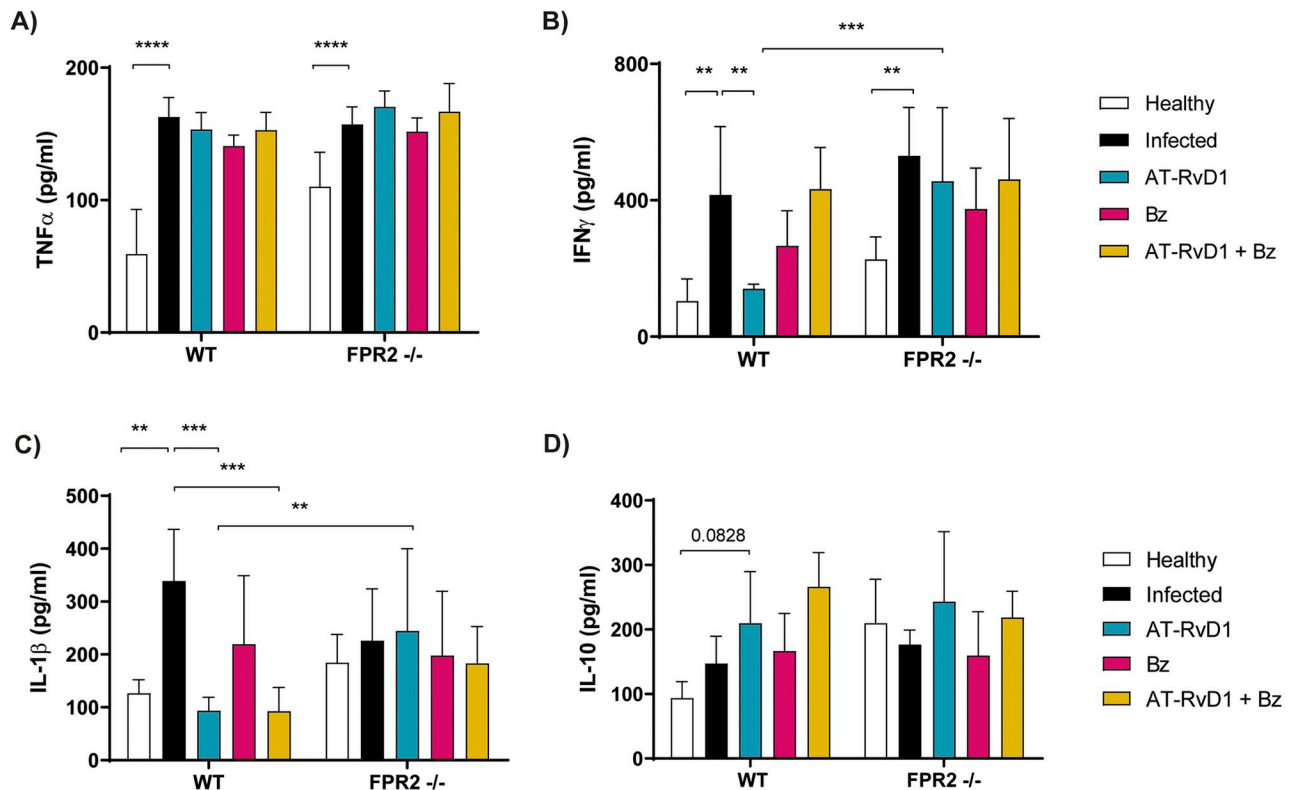 A)
****
****
200
100
0
TNFα (pg/ml)
WT
FPR2 -/-
B)
***
**
**
**
800
400
0
IFNγ (pg/ml)
WT
FPR2 -/-
Healthy
Infected
AT-RvD1
Bz
AT-RvD1 + Bz
C)
**
***
***
**
500
400
300
200
100
0
IL-1β (pg/ml)
WT
FPR2 -/-
D)
0.0828
400
300
200
100
0
IL-10 (pg/ml)
WT
FPR2 -/-
Healthy
Infected
AT-RvD1
Bz
AT-RvD1 + Bz